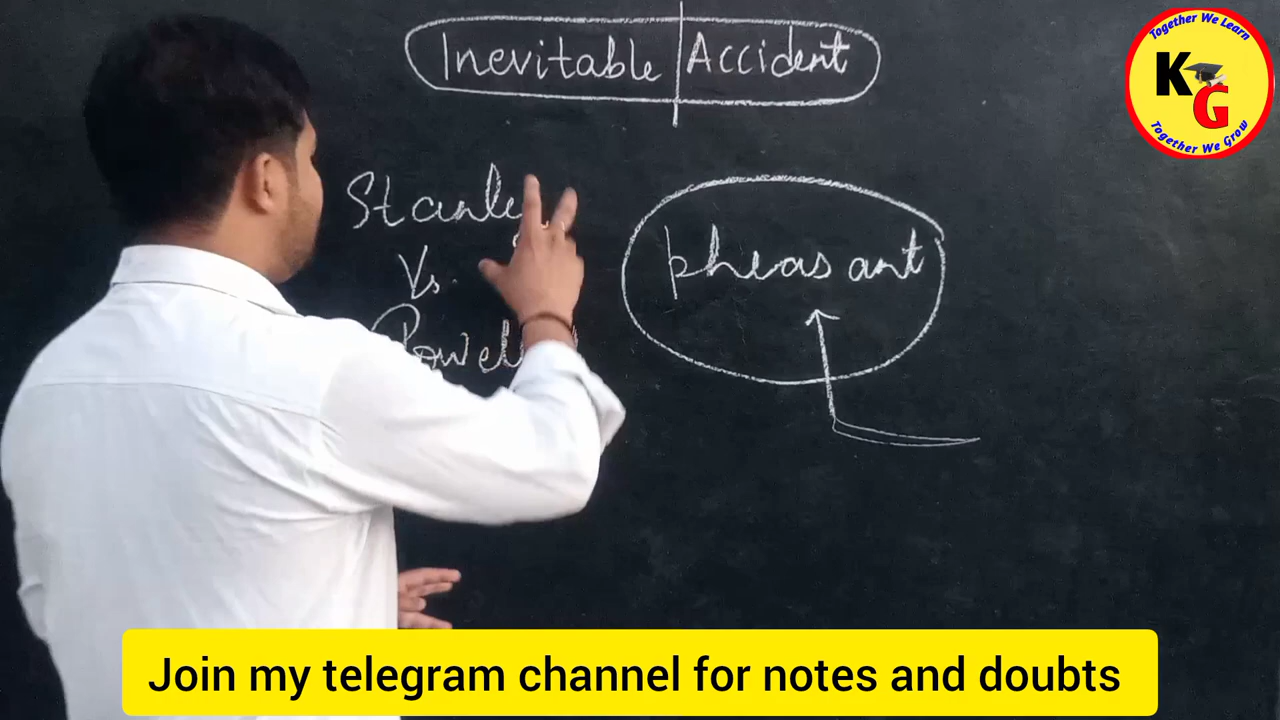 Inevitable Accident
Together We Learn
KG
Together We Grow
Stanley
Vs.
Powell
pheasant
Join my telegram channel for notes and doubts